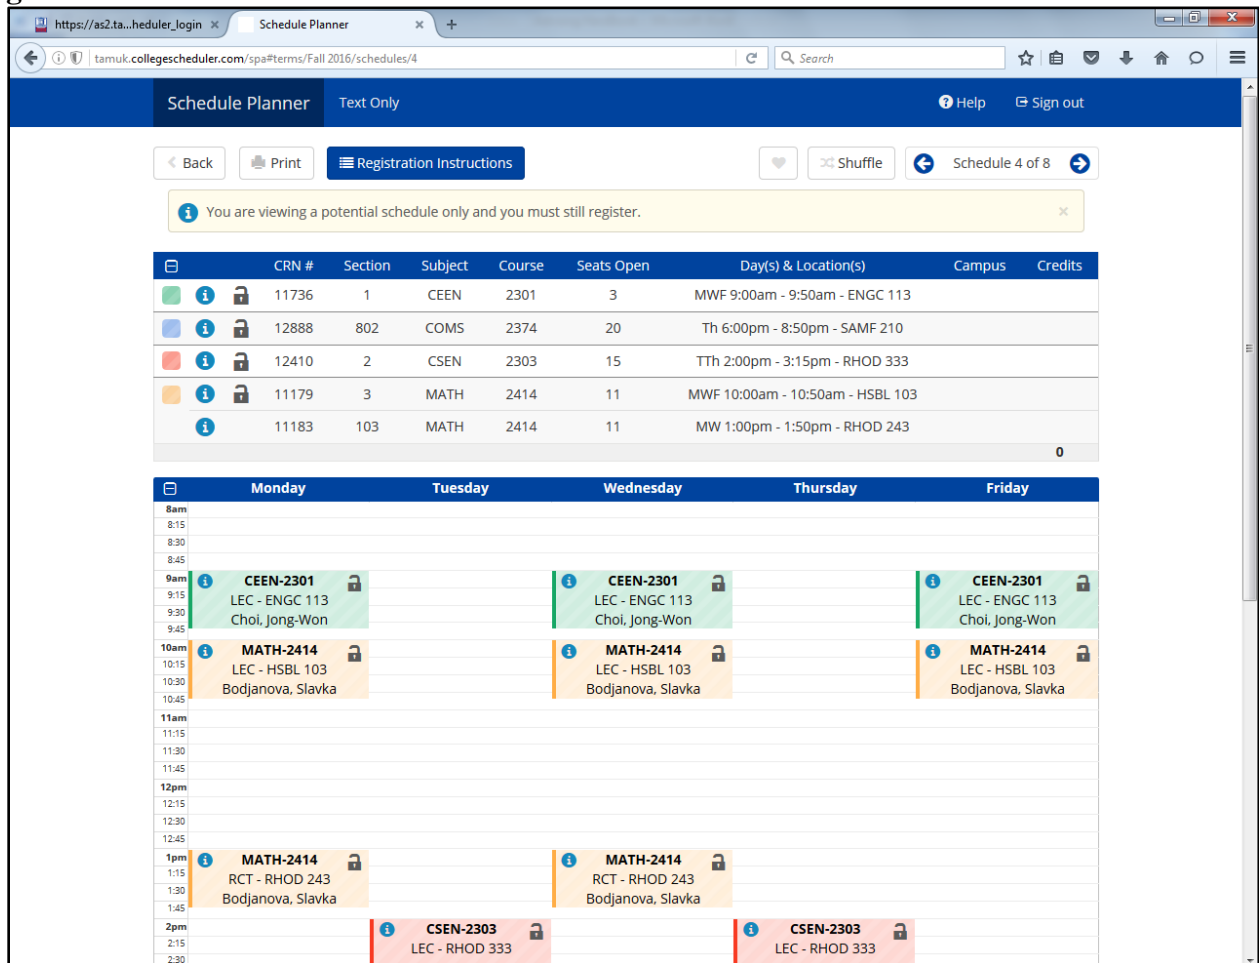 https://as2.ta...heduler_login × Schedule Planner × +
tamuk.collegescheduler.com/spa#terms/Fall 2016/schedules/4 Search
Schedule Planner Text Only Help Sign out
Back Print Registration Instructions Shuffle Schedule 4 of 8
You are viewing a potential schedule only and you must still register. ×
CRN # Section Subject Course Seats Open Day(s) & Location(s) Campus Credits
11736 1 CEEN 2301 3 MWF 9:00am - 9:50am - ENGC 113
12888 802 COMS 2374 20 Th 6:00pm - 8:50pm - SAMF 210
12410 2 CSEN 2303 15 TTh 2:00pm - 3:15pm - RHOD 333
11179 3 MATH 2414 11 MWF 10:00am - 10:50am - HSBL 103
11183 103 MATH 2414 11 MW 1:00pm - 1:50pm - RHOD 243
0
Monday Tuesday Wednesday Thursday Friday
8am
8:15
8:30
8:45
9am CEEN-2301 CEEN-2301 CEEN-2301
9:15 LEC - ENGC 113 LEC - ENGC 113 LEC - ENGC 113
9:30 Choi, Jong-Won Choi, Jong-Won Choi, Jong-Won
9:45
10am MATH-2414 MATH-2414 MATH-2414
10:15 LEC - HSBL 103 LEC - HSBL 103 LEC - HSBL 103
10:30 Bodjanova, Slavka Bodjanova, Slavka Bodjanova, Slavka
10:45
11am
11:15
11:30
11:45
12pm
12:15
12:30
12:45
1pm MATH-2414 MATH-2414
1:15 RCT - RHOD 243 RCT - RHOD 243
1:30 Bodjanova, Slavka Bodjanova, Slavka
1:45
2pm CSEN-2303 CSEN-2303
2:15 LEC - RHOD 333 LEC - RHOD 333
2:30